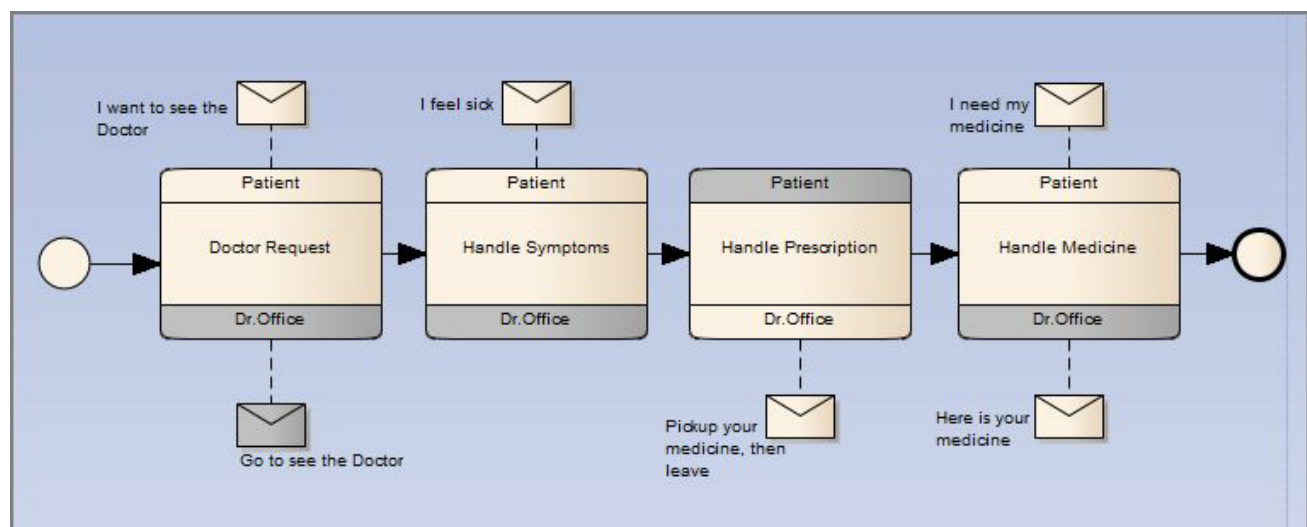 I want to see the
Doctor
I feel sick
I need my
medicine
Patient
Patient
Patient
Patient
Doctor Request
Handle Symptoms
Handle Prescription
Handle Medicine
Dr.Office
Dr.Office
Dr.Office
Dr.Office
Go to see the Doctor
Pickup your
medicine, then
leave
Here is your
medicine